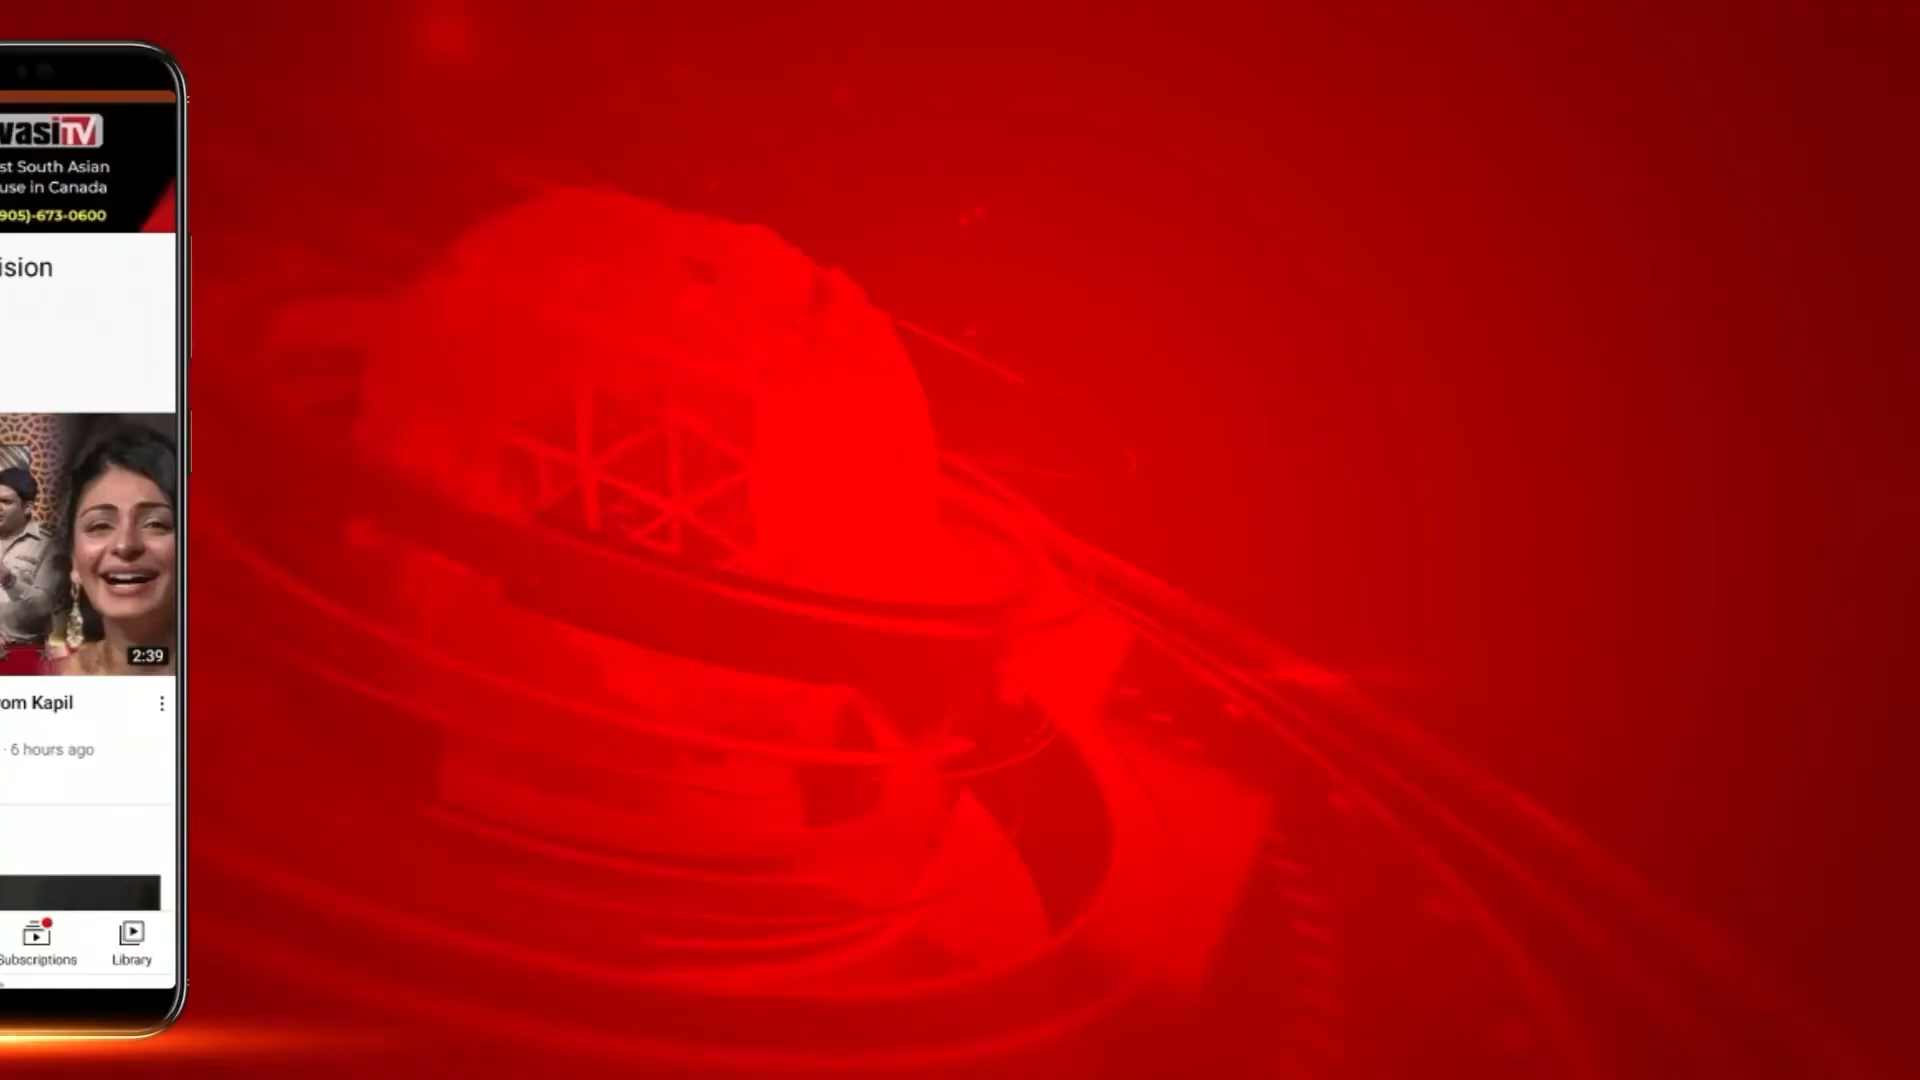 vasiTV
st South Asian
use in Canada
905)-673-0600
ision
2:39
om Kapil
· 6 hours ago
Subscriptions
Library